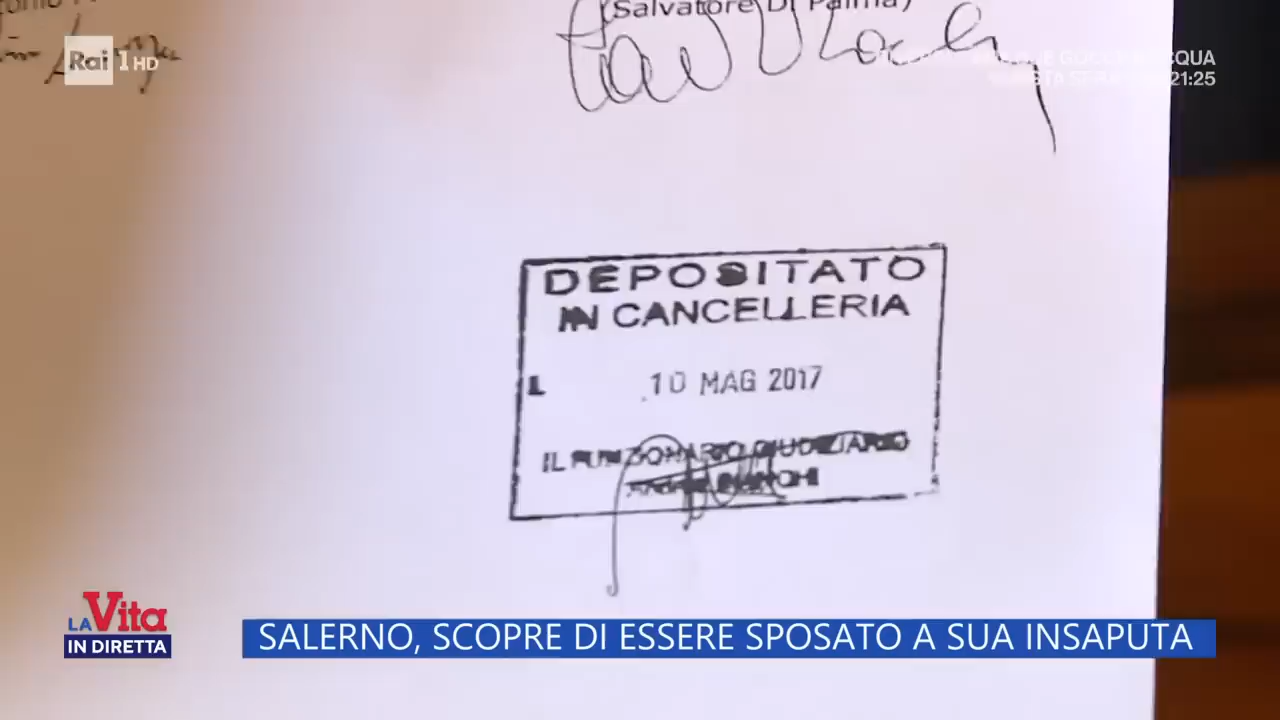 (Salvatore Di Palma)
Rai 1 HD
21:25
DEPOSITATO
IN CANCELLERIA
IL
10 MAG 2017
IL FUNZIONARIO GIUDIZIARIO
LA Vita
IN DIRETTA
SALERNO, SCOPRE DI ESSERE SPOSATO A SUA INSAPUTA